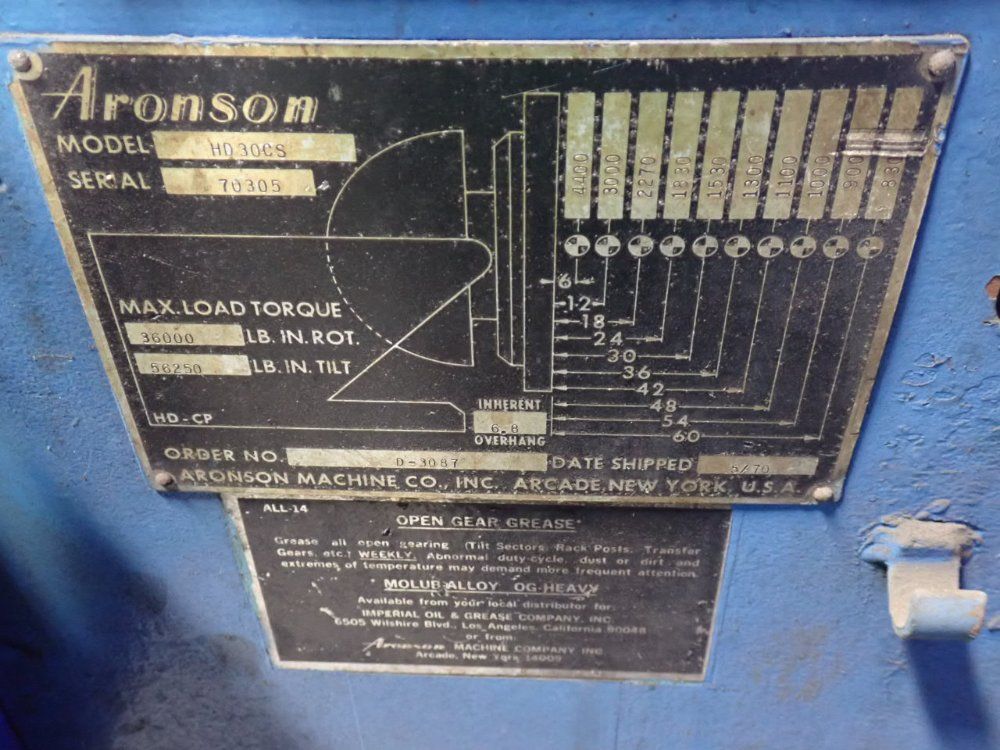 Aronson
MODEL HD30CS
SERIAL 70305
4400 3000 2270 1830 1530 1300 1100 1000 900 830
6
12
18
24
30
36
42
48
54
60
MAX. LOAD TORQUE
36000 LB. IN. ROT.
56250 LB. IN. TILT
HD-CP
INHERENT
6.8
OVERHANG
ORDER NO. D-3087 DATE SHIPPED 5/70
ARONSON MACHINE CO., INC. ARCADE, NEW YORK, U.S.A.
ALL-14
OPEN GEAR GREASE
Grease all open gearing (Tilt Sectors, Rack Posts, Transfer
Gears, etc.) WEEKLY. Abnormal duty-cycle, dust or dirt and
extremes of temperature may demand more frequent attention.
MOLUB-ALLOY OG-HEAVY
Available from your local distributor for:
IMPERIAL OIL & GREASE COMPANY, INC.
6505 Wilshire Blvd., Los Angeles, California 90048
or from:
Aronson MACHINE COMPANY INC
Arcade, New York 14009